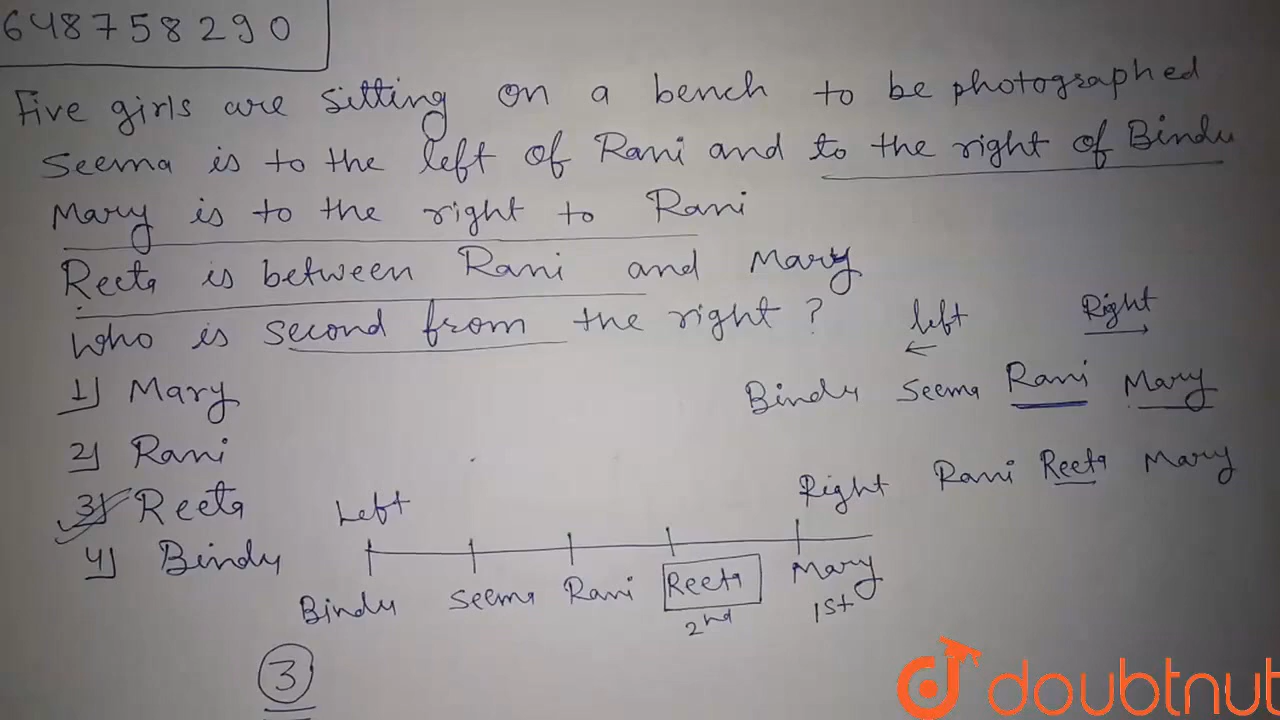 648758290
Five girls are sitting on a bench to be photographed
Seema is to the left of Rani and to the right of Bindu
Mary is to the right to Rani
Reeta is between Rani and Mary
Who is second from the right ?
left Right
1) Mary
Bindu Seema Rani Mary
2) Rani
Rani Reeta Mary
3) Reeta
Left Right
4) Bindu
Bindu Seema Rani Reeta Mary
2nd 1st
3
doubtnut